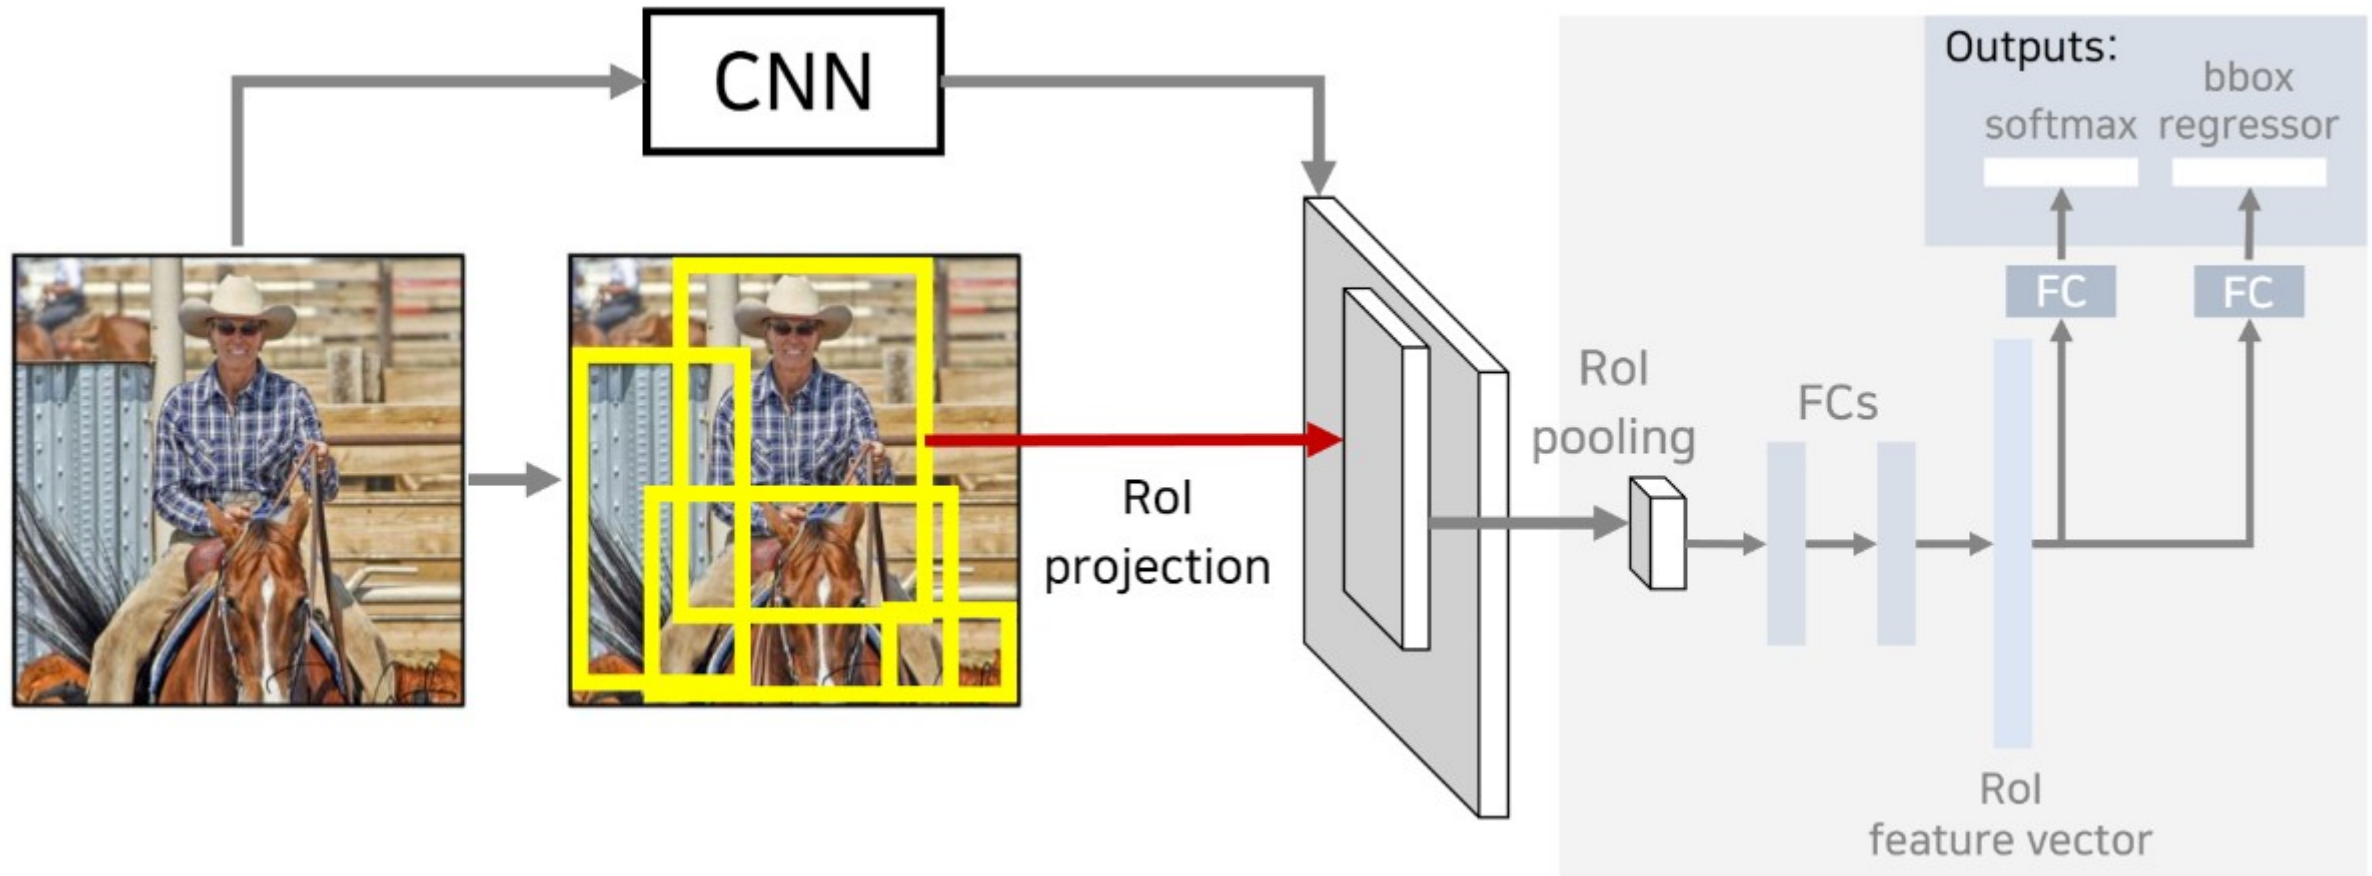 CNN
Outputs:
softmax
bbox
regressor
FC
FC
RoI
projection
RoI
pooling
FCs
RoI
feature vector